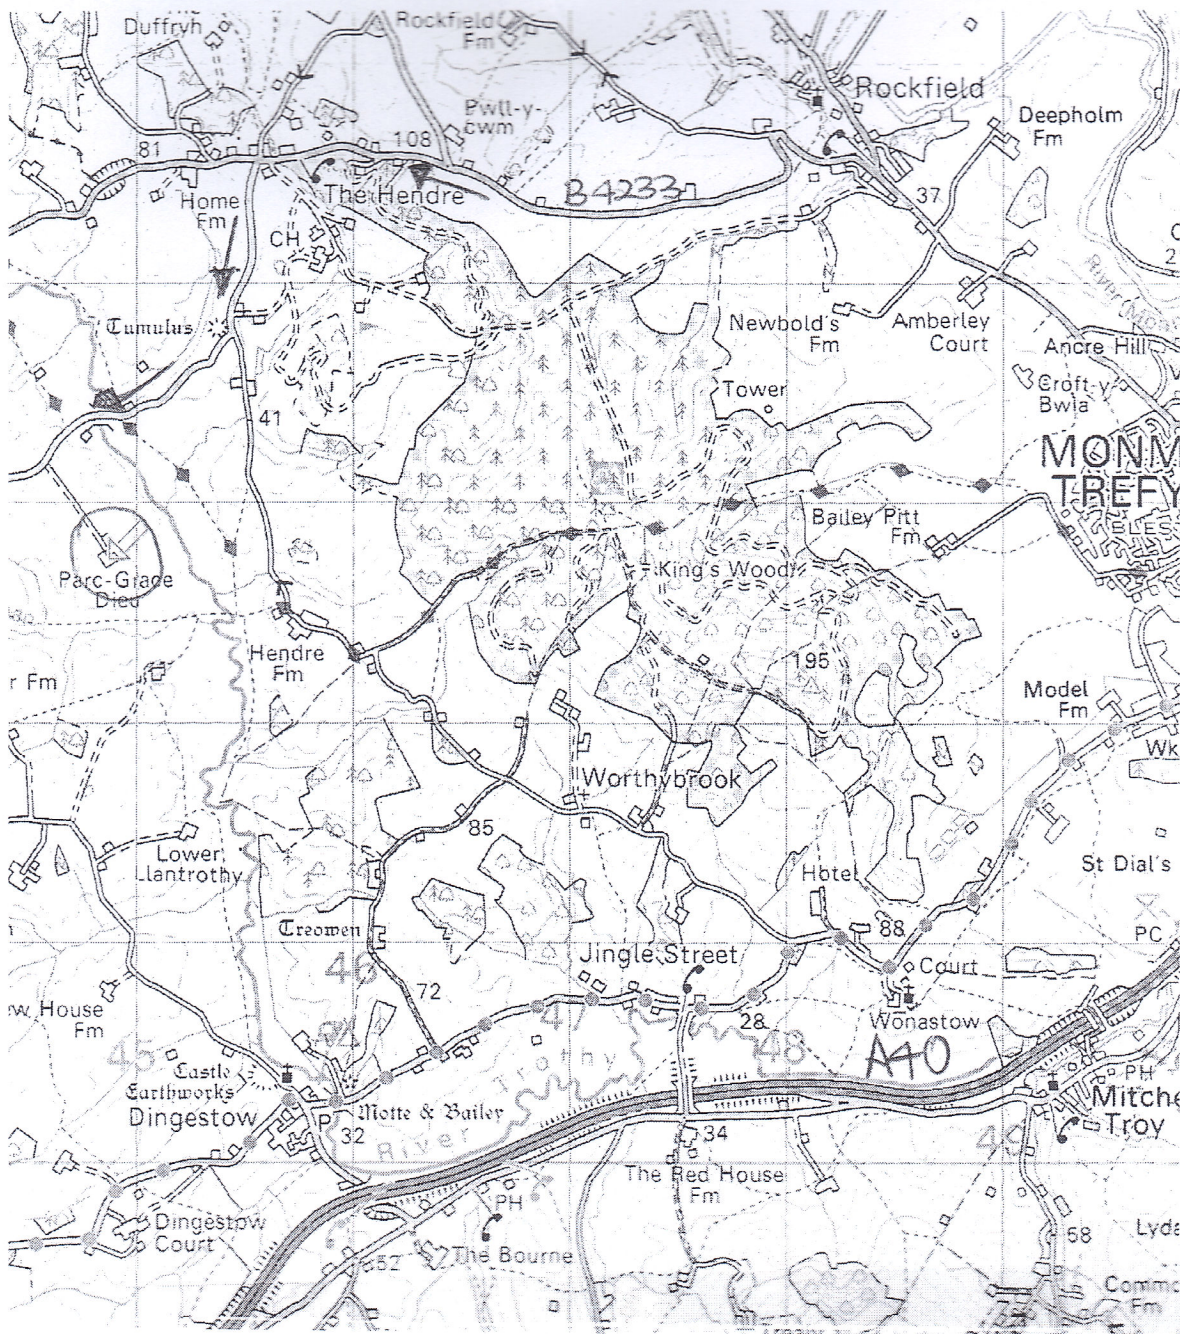 Duffryh
Rockfield
Fm
Rockfield
Pwll-y-
cwm
Deepholm
Fm
81
108
The Hendre
B4233
37
Home
Fm
CH
Tumulus
Newbold's
Fm
Amberley
Court
Ancre Hill
Croft-y-
Bwla
Tower
41
MONM
TREFY
Bailey Pitt
Fm
Parc-Grace
Dieu
King's Wood
Hendre
Fm
195
r Fm
Model
Fm
Wk
Worthybrook
85
Lower
Llantrothy
Hotel
St Dial's
Treowen
88
PC
46
Jingle Street
Court
72
w House
Fm
47
28
Wonastow
45
48
A40
Castle
Earthworks
Trothy
PH
Dingestow
P
Motte & Bailey
Mitche
Troy
32
River
34
49
The Red House
Fm
PH
Dingestow
Court
52
The Bourne
58
Lyde
Commo
Fm